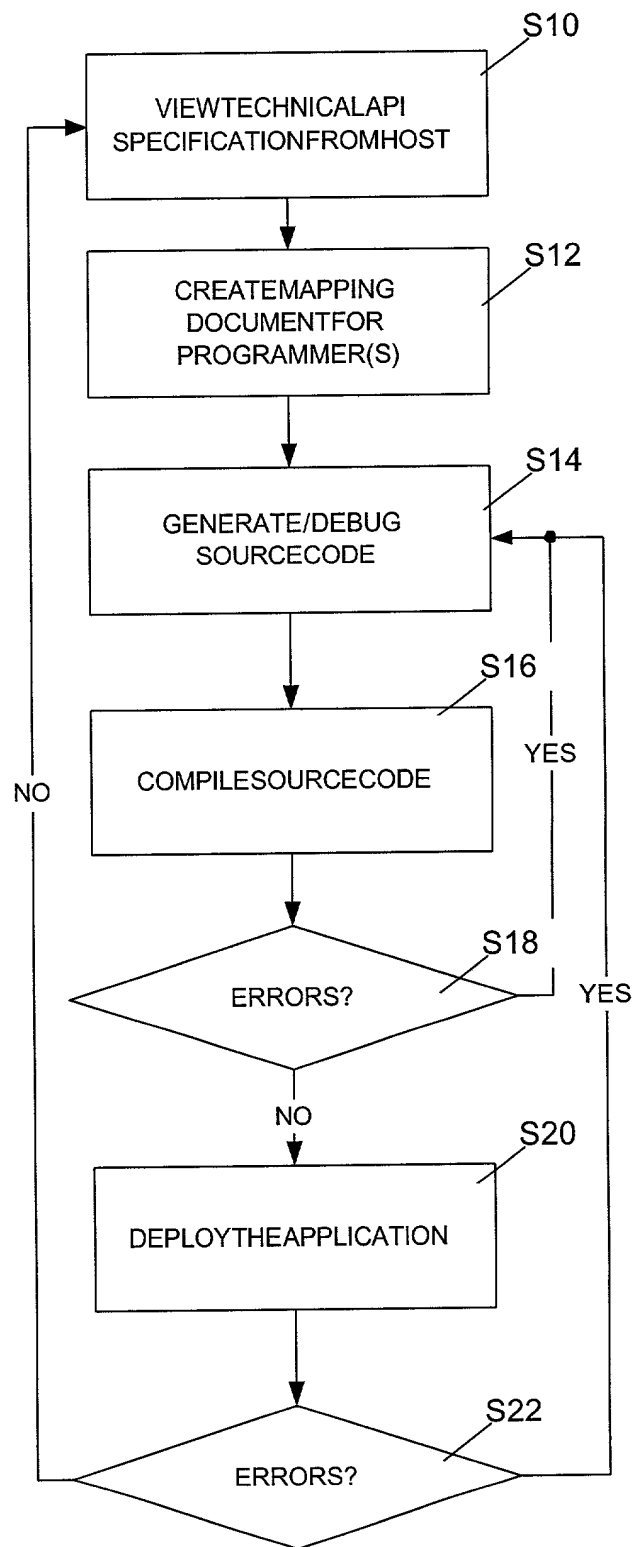 S10
VIEWTECHNICALAPI
SPECIFICATIONFROMHOST
S12
CREATEMAPPING
DOCUMENTFOR
PROGRAMMER(S)
S14
GENERATE/DEBUG
SOURCECODE
S16
COMPILESOURCECODE
YES
NO
S18
ERRORS?
YES
NO
S20
DEPLOYTHEAPPLICATION
S22
ERRORS?